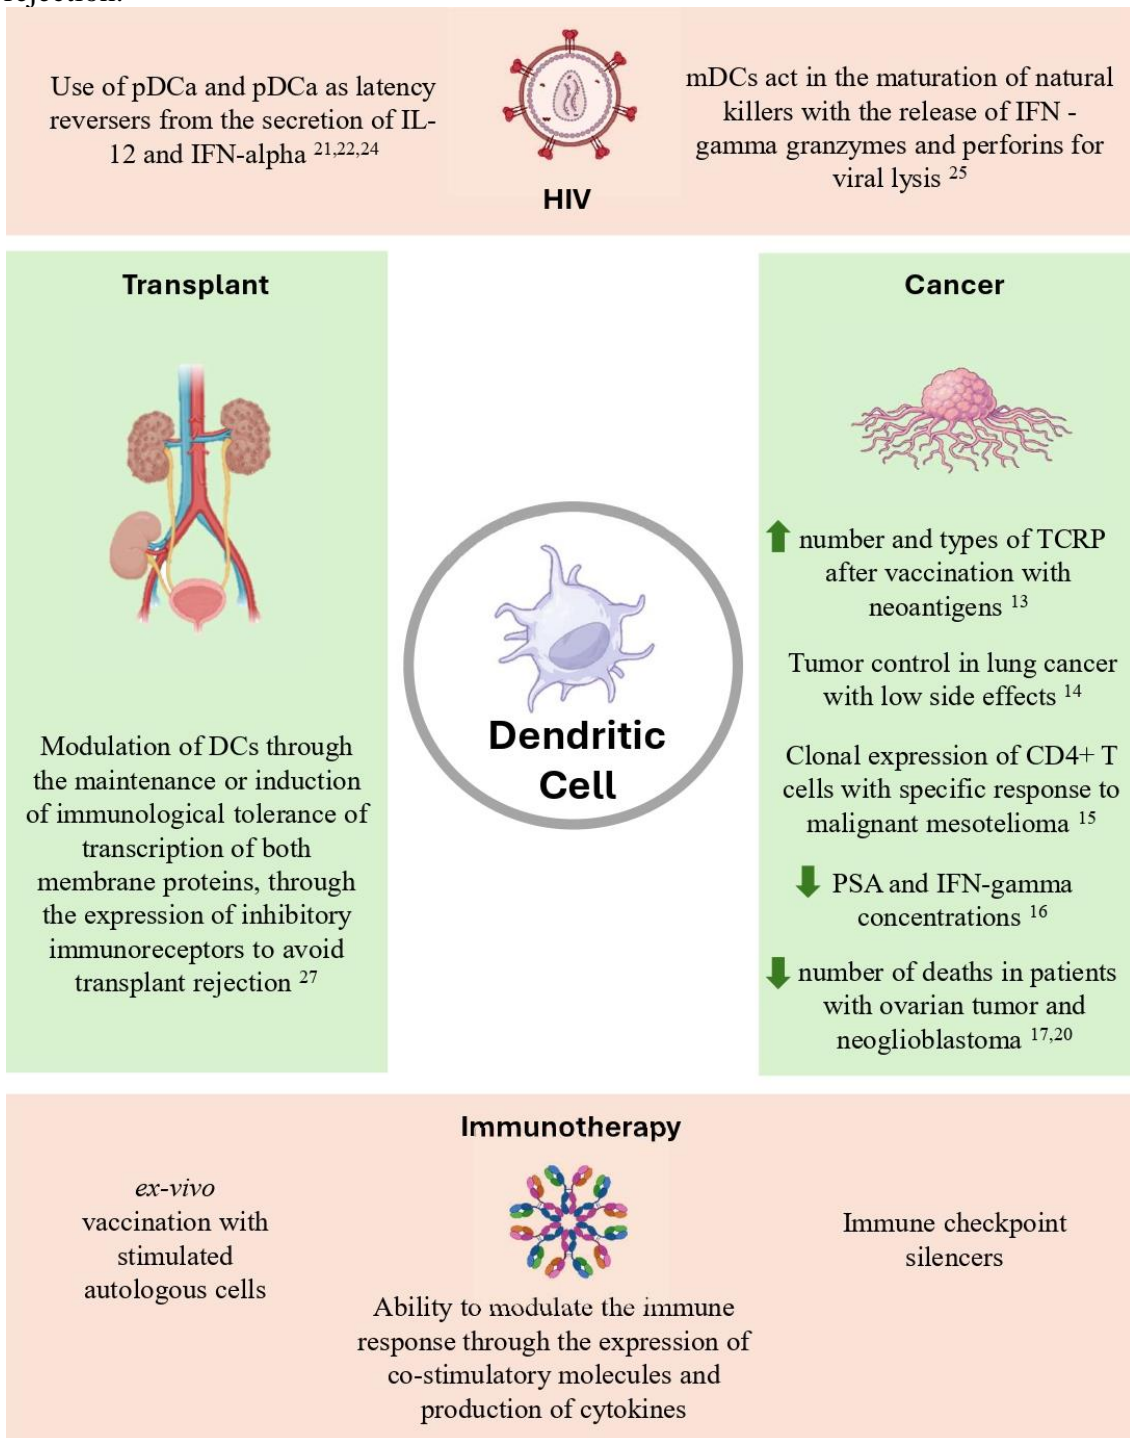 rejection.
Use of pDCa and pDCa as latency
reversers from the secretion of IL-
12 and IFN-alpha 21,22,24
HIV
mDCs act in the maturation of natural
killers with the release of IFN -
gamma granzymes and perforins for
viral lysis 25
Transplant
Modulation of DCs through
the maintenance or induction
of immunological tolerance of
transcription of both
membrane proteins, through
the expression of inhibitory
immunoreceptors to avoid
transplant rejection 27
Dendritic
Cell
Cancer
number and types of TCRP
after vaccination with
neoantigens 13
Tumor control in lung cancer
with low side effects 14
Clonal expression of CD4+ T
cells with specific response to
malignant mesotelioma 15
PSA and IFN-gamma
concentrations 16
number of deaths in patients
with ovarian tumor and
neoglioblastoma 17,20
Immunotherapy
ex-vivo
vaccination with
stimulated
autologous cells
Ability to modulate the immune
response through the expression of
co-stimulatory molecules and
production of cytokines
Immune checkpoint
silencers